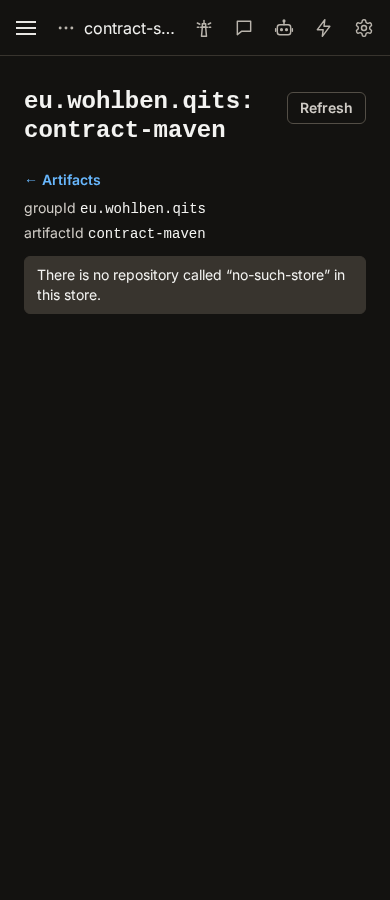 contract-s...
eu.wohlben.qits:
contract-maven
Refresh
← Artifacts
groupId eu.wohlben.qits
artifactId contract-maven
There is no repository called “no-such-store” in
this store.